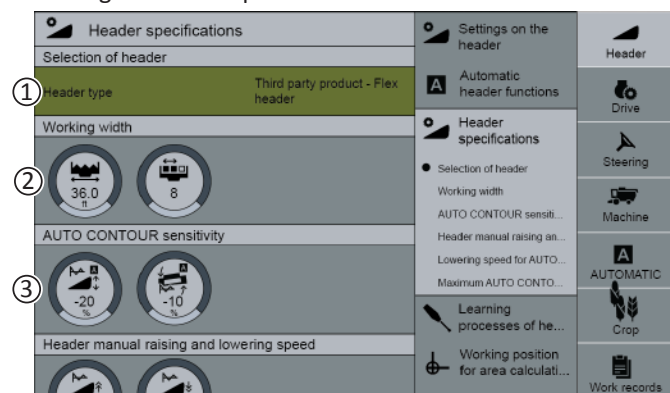 Header specifications
Selection of header
① Header type
Third party product - Flex
header
Working width
② 36.0
ft
8
AUTO CONTOUR sensitivity
③ -20
%
-10
%
Header manual raising and lowering speed
Settings on the
header
A Automatic
header functions
Header
specifications
Selection of header
Working width
AUTO CONTOUR sensiti...
Header manual raising an...
Lowering speed for AUTO...
Maximum AUTO CONTO...
Learning
processes of he...
Working position
for area calculati...
Header
Drive
Steering
Machine
A
AUTOMATIC
Crop
Work records